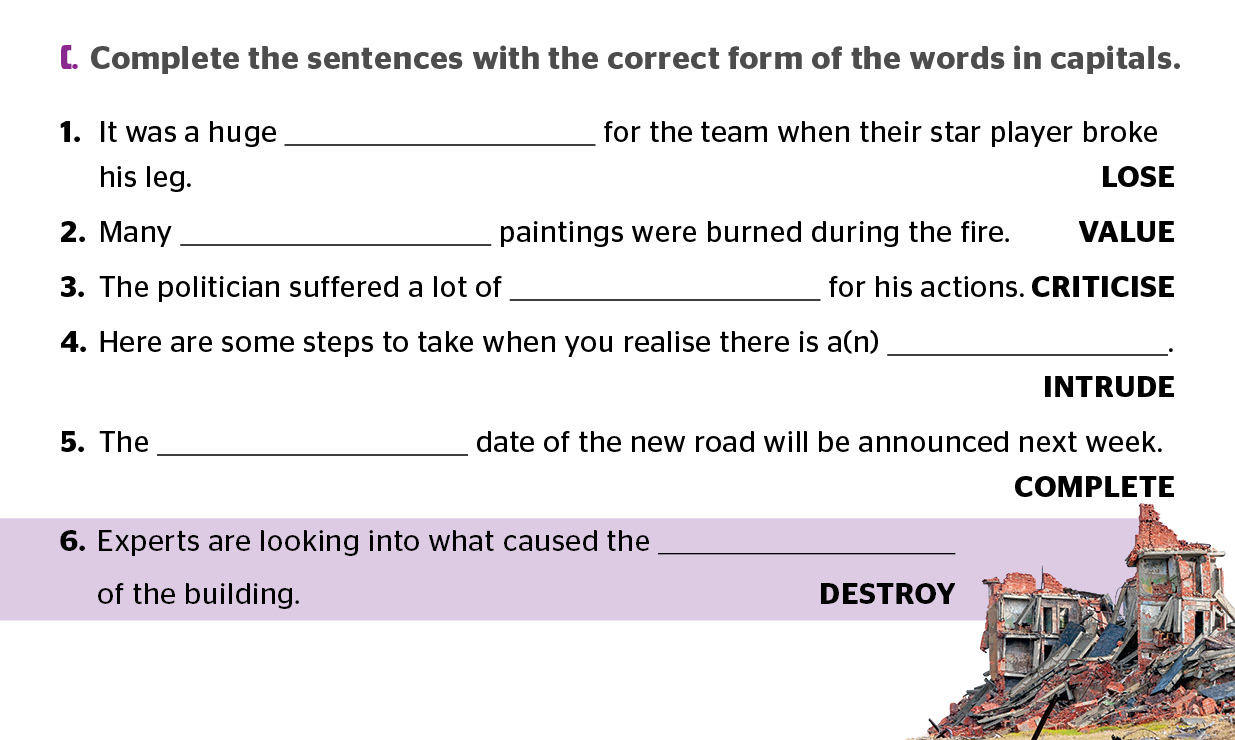 C. Complete the sentences with the correct form of the words in capitals.
1. It was a huge ____________________ for the team when their star player broke
his leg. LOSE
2. Many ____________________ paintings were burned during the fire. VALUE
3. The politician suffered a lot of ____________________ for his actions. CRITICISE
4. Here are some steps to take when you realise there is a(n) __________________.
INTRUDE
5. The ____________________ date of the new road will be announced next week.
COMPLETE
6. Experts are looking into what caused the ___________________
of the building. DESTROY